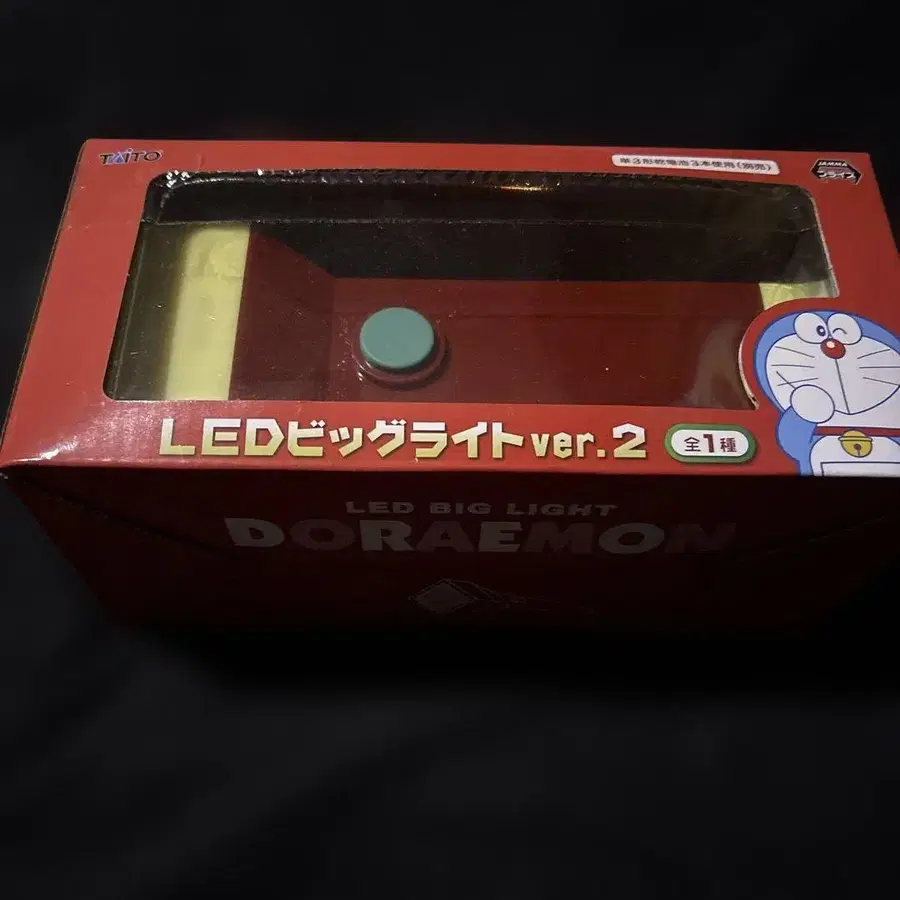 TAITO
単3形乾電池3本使用(別売)
JAMMA
プライズ
LEDビッグライトver.2
全1種
LED BIG LIGHT
DORAEMON